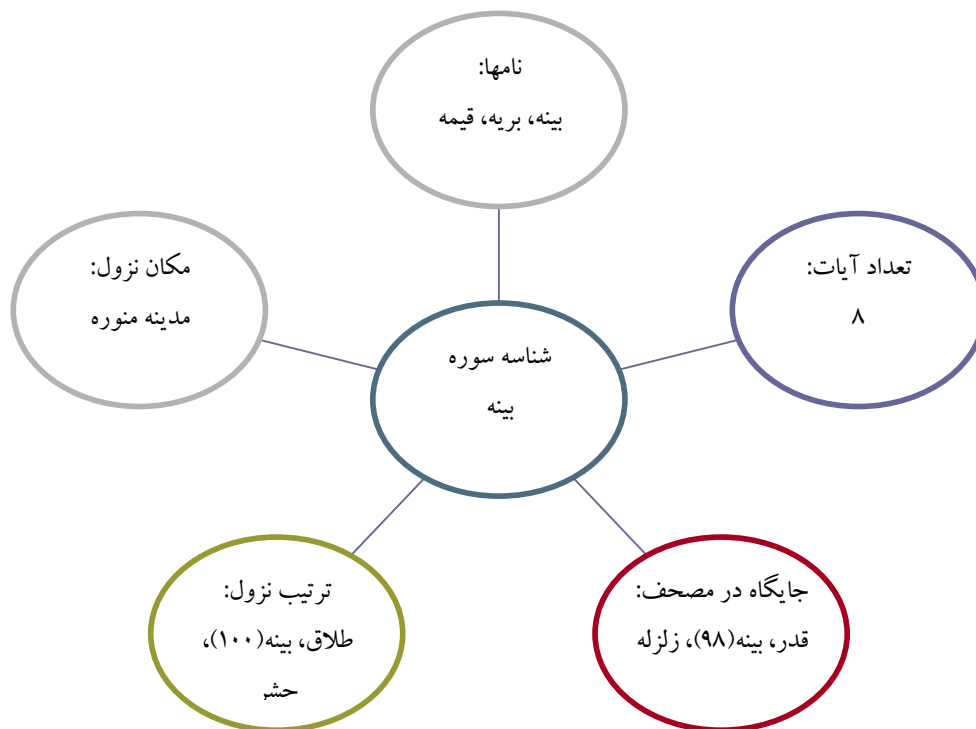 نامها:
بینه، بریه، قیمه
تعداد آیات:
۸
مکان نزول:
مدینه منوره
شناسه سوره
بینه
جایگاه در مصحف:
قدر، بینه(۹۸)، زلزله
ترتیب نزول:
طلاق، بینه(۱۰۰)،
حشر